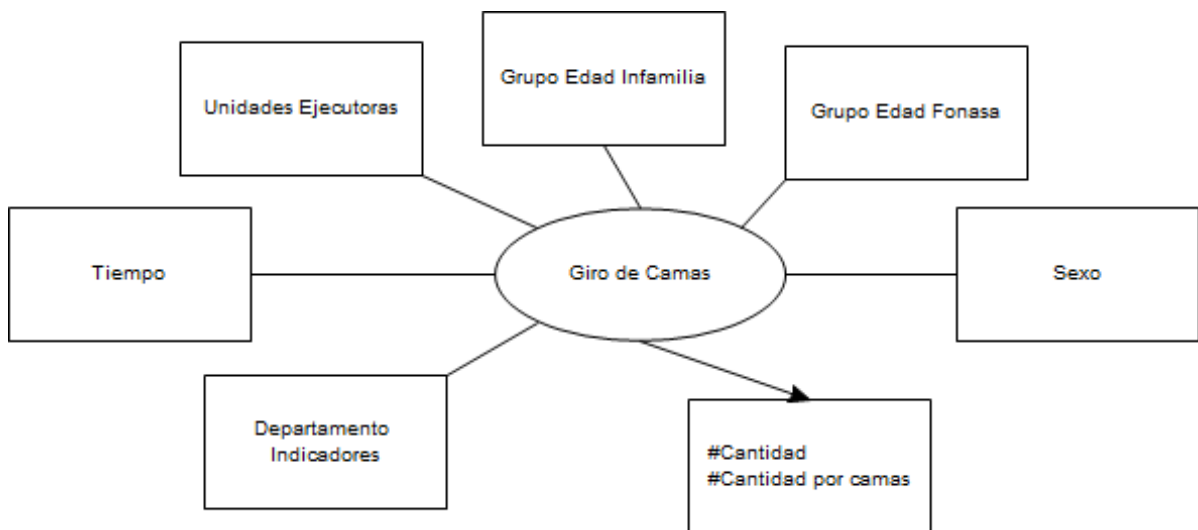 Grupo Edad Infamilia
Unidades Ejecutoras
Grupo Edad Fonasa
Tiempo
Giro de Camas
Sexo
Departamento
Indicadores
#Cantidad
#Cantidad por camas